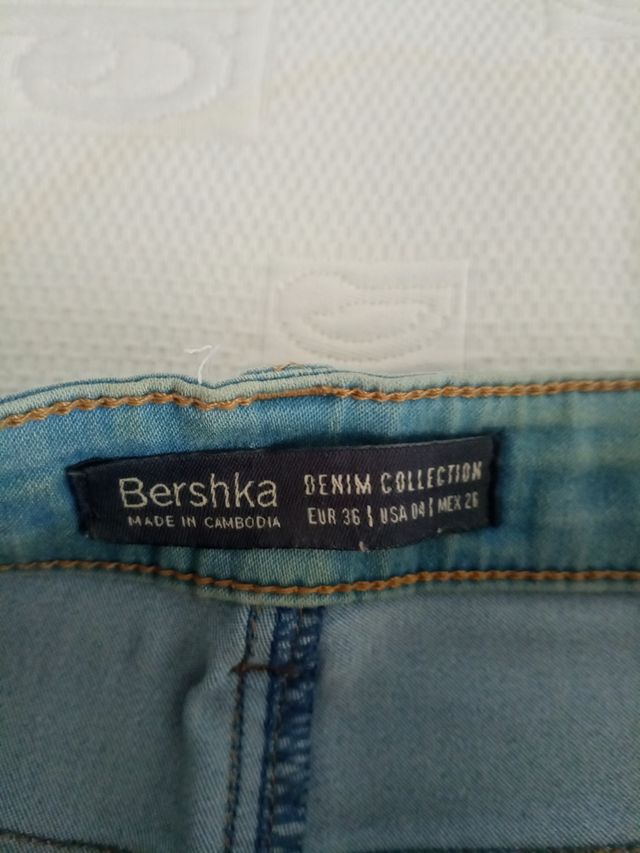 Bershka
MADE IN CAMBODIA
DENIM COLLECTION
EUR 36 | USA 04 | MEX 26